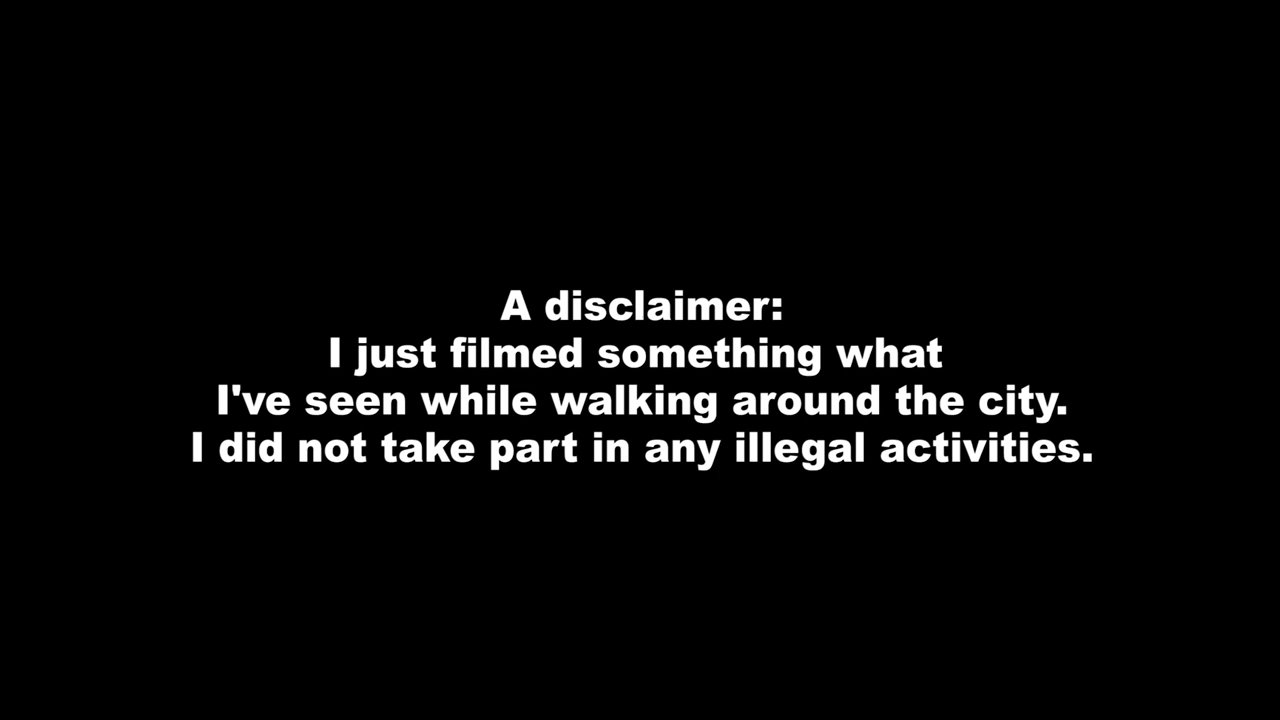 A disclaimer:
I just filmed something what
I've seen while walking around the city.
I did not take part in any illegal activities.